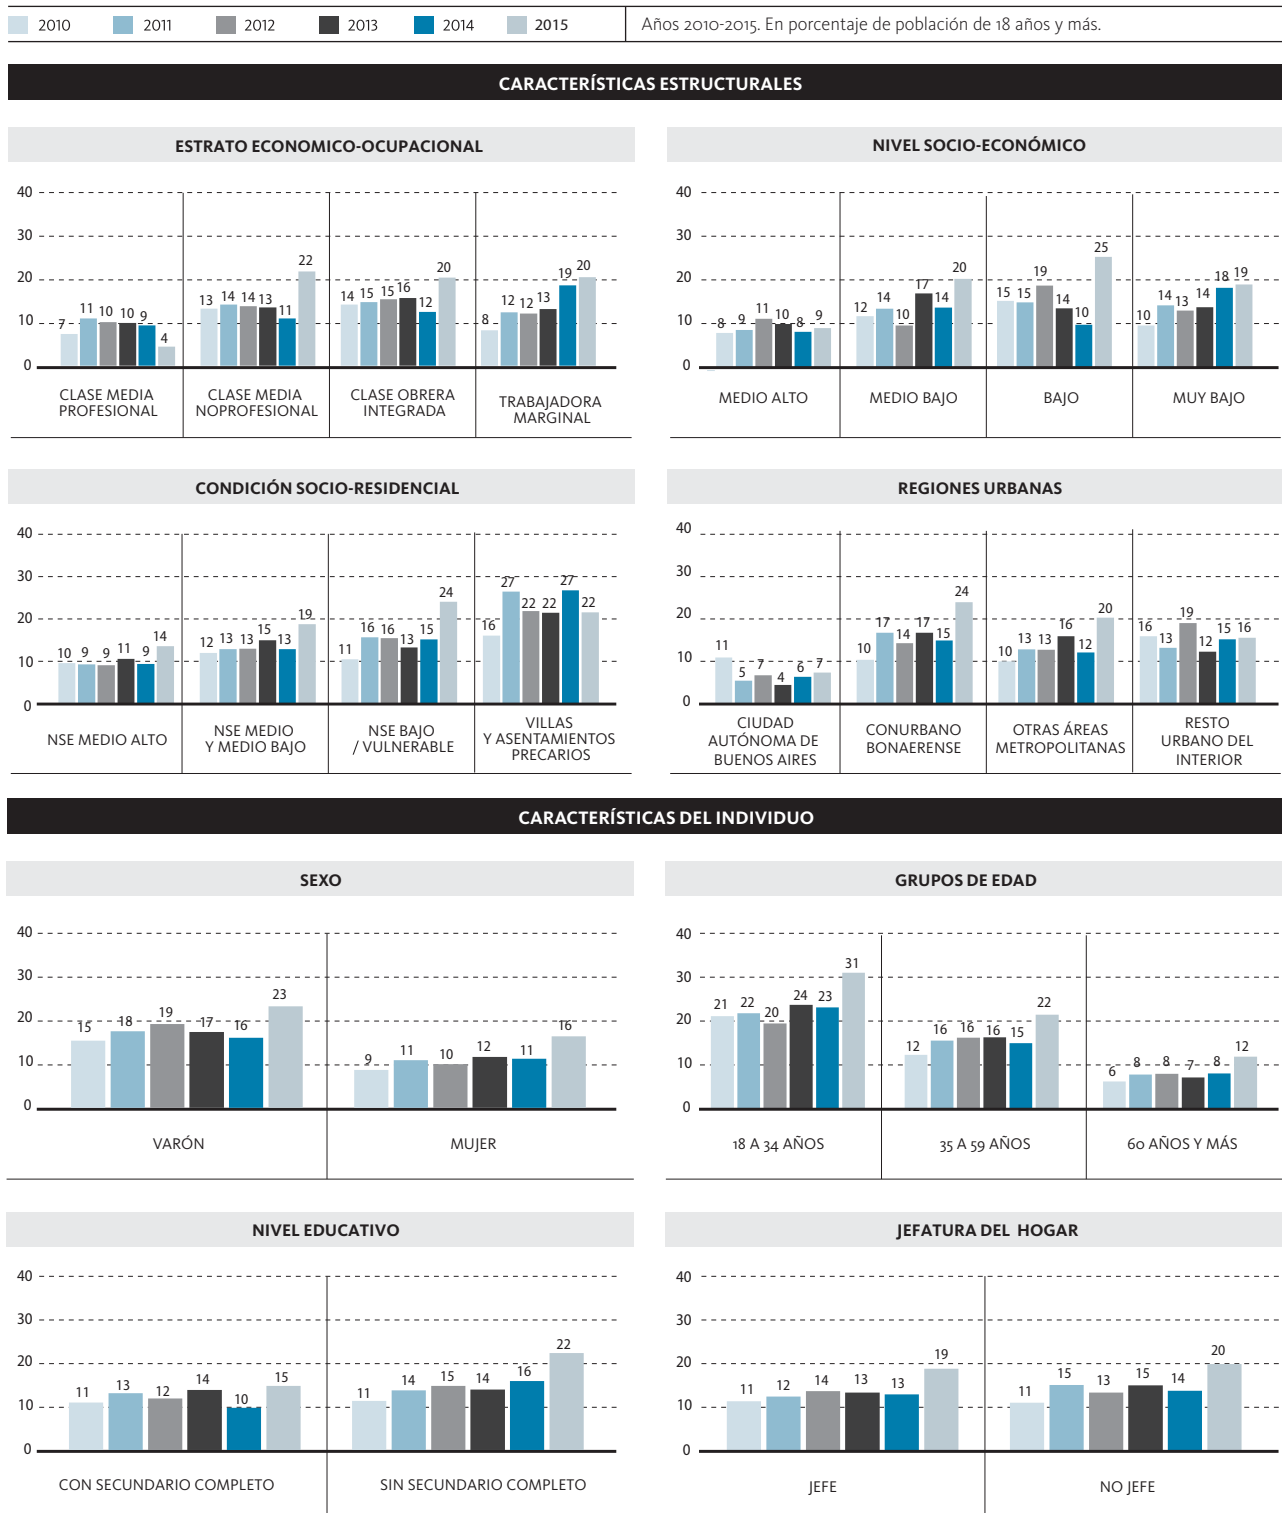 2010 2011 2012 2013 2014 2015 Años 2010-2015. En porcentaje de población de 18 años y más.
CARACTERÍSTICAS ESTRUCTURALES
ESTRATO ECONOMICO-OCUPACIONAL
40
30
20
10
0
7 11 10 10 9 4
13 14 14 13 11 22
14 15 15 16 12 20
8 12 12 13 19 20
CLASE MEDIA
PROFESIONAL
CLASE MEDIA
NOPROFESIONAL
CLASE OBRERA
INTEGRADA
TRABAJADORA
MARGINAL
NIVEL SOCIO-ECONÓMICO
40
30
20
10
0
8 9 11 10 8 9
12 14 10 17 14 20
15 15 19 14 10 25
10 14 13 14 18 19
MEDIO ALTO
MEDIO BAJO
BAJO
MUY BAJO
CONDICIÓN SOCIO-RESIDENCIAL
40
30
20
10
0
10 9 9 11 9 14
12 13 13 15 13 19
11 16 16 13 15 24
16 27 22 22 27 22
NSE MEDIO ALTO
NSE MEDIO
Y MEDIO BAJO
NSE BAJO
/ VULNERABLE
VILLAS
Y ASENTAMIENTOS
PRECARIOS
REGIONES URBANAS
40
30
20
10
0
11 5 7 4 6 7
10 17 14 17 15 24
10 13 13 16 12 20
16 13 19 12 15 16
CIUDAD
AUTÓNOMA DE
BUENOS AIRES
CONURBANO
BONAERENSE
OTRAS ÁREAS
METROPOLITANAS
RESTO
URBANO DEL
INTERIOR
CARACTERÍSTICAS DEL INDIVIDUO
SEXO
40
30
20
10
0
15 18 19 17 16 23
9 11 10 12 11 16
VARÓN
MUJER
GRUPOS DE EDAD
40
30
20
10
0
21 22 20 24 23 31
12 16 16 16 15 22
6 8 8 7 8 12
18 A 34 AÑOS
35 A 59 AÑOS
60 AÑOS Y MÁS
NIVEL EDUCATIVO
40
30
20
10
0
11 13 12 14 10 15
11 14 15 14 16 22
CON SECUNDARIO COMPLETO
SIN SECUNDARIO COMPLETO
JEFATURA DEL HOGAR
40
30
20
10
0
11 12 14 13 13 19
11 15 13 15 14 20
JEFE
NO JEFE